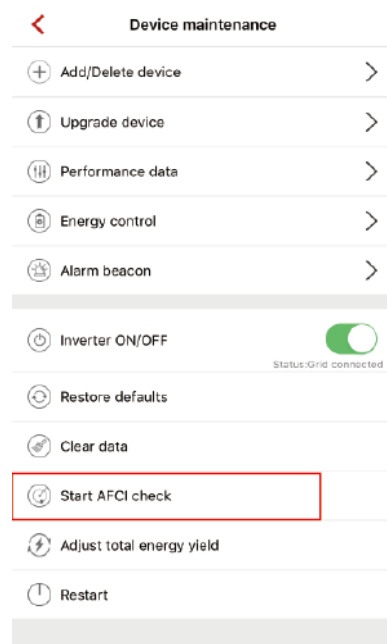 Device maintenance
Add/Delete device
Upgrade device
Performance data
Energy control
Alarm beacon
Inverter ON/OFF
Status:Grid connected
Restore defaults
Clear data
Start AFCI check
Adjust total energy yield
Restart